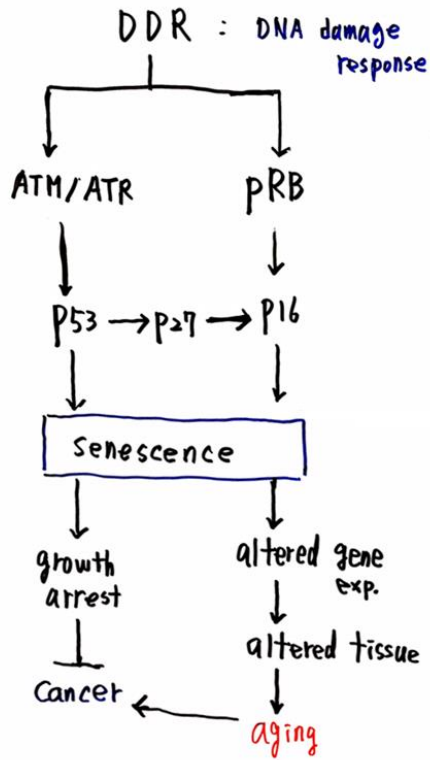 DDR : DNA damage
response
ATM/ATR
pRB
P53
P27
P16
senescence
growth
arrest
altered gene
exp.
altered tissue
cancer
aging